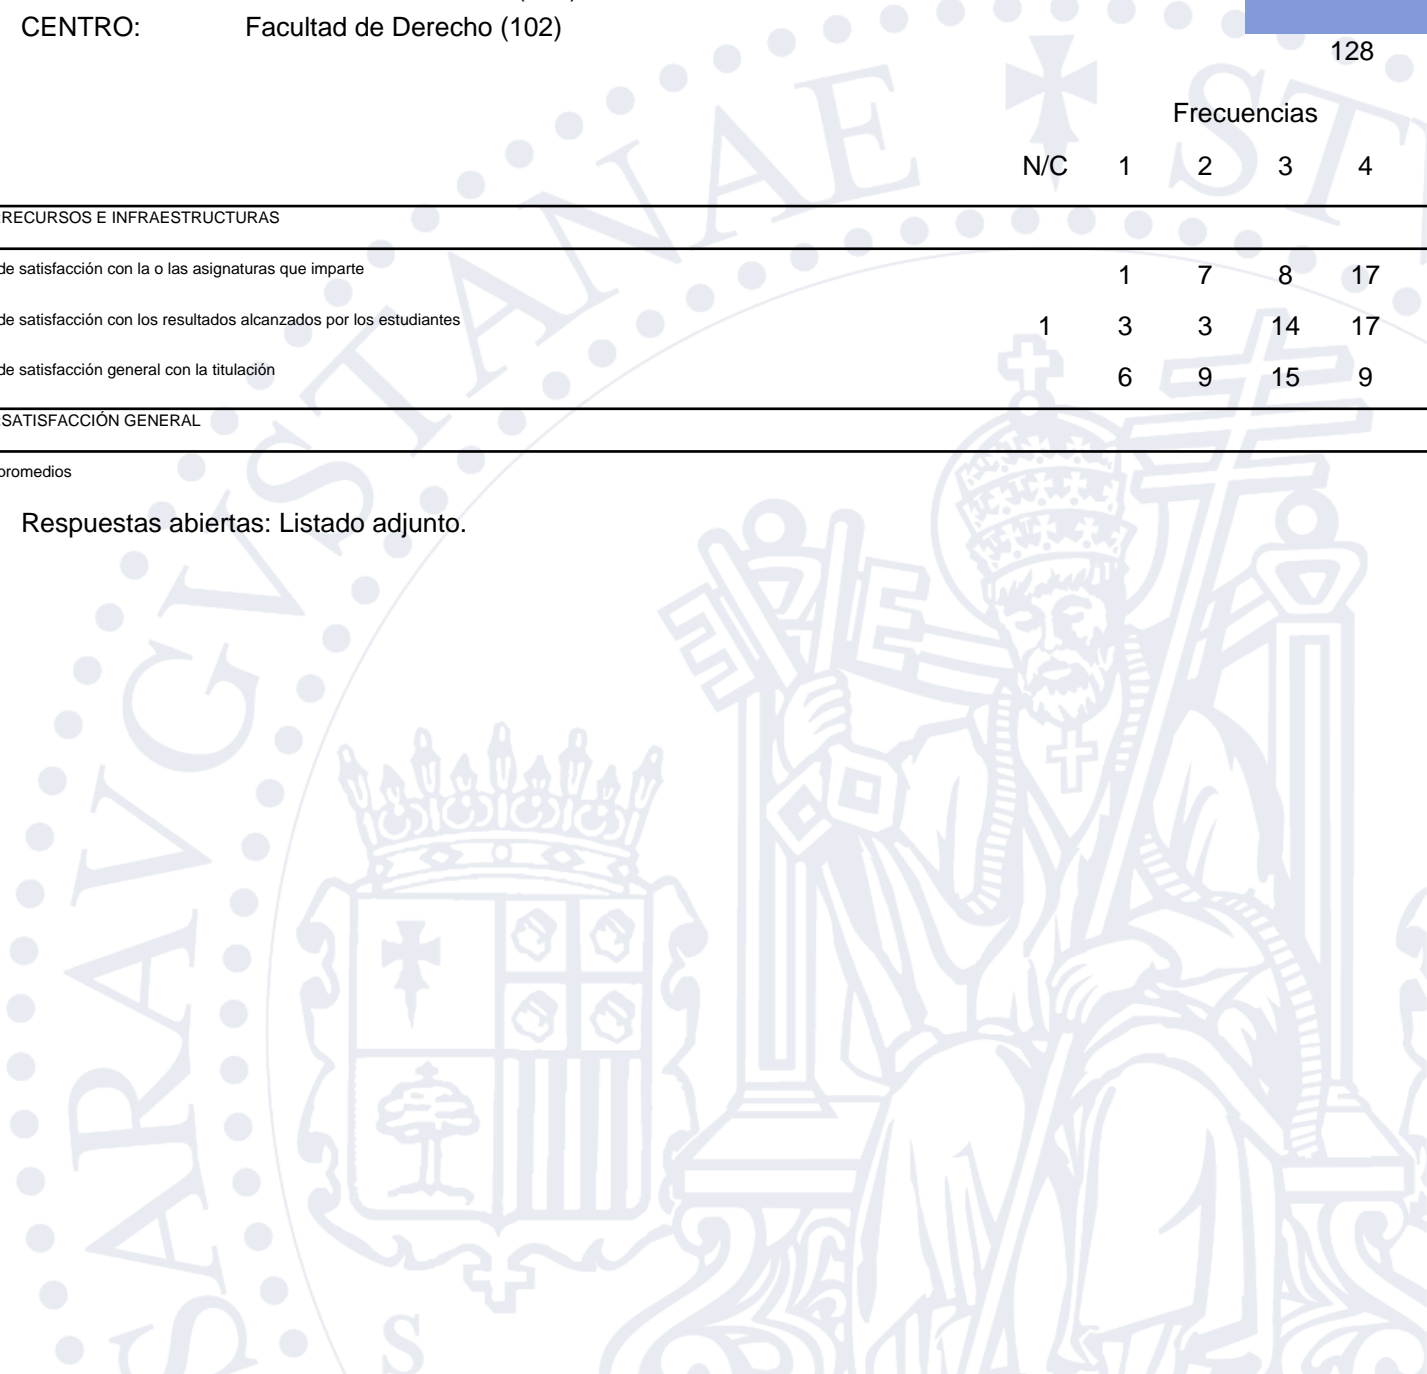 CENTRO: Facultad de Derecho (102)
128
Frecuencias
N/C 1 2 3 4
RECURSOS E INFRAESTRUCTURAS
de satisfacción con la o las asignaturas que imparte 1 7 8 17
de satisfacción con los resultados alcanzados por los estudiantes 1 3 3 14 17
de satisfacción general con la titulación 6 9 15 9
SATISFACCIÓN GENERAL
promedios
Respuestas abiertas: Listado adjunto.
SARAVGVSTANAE ST
S